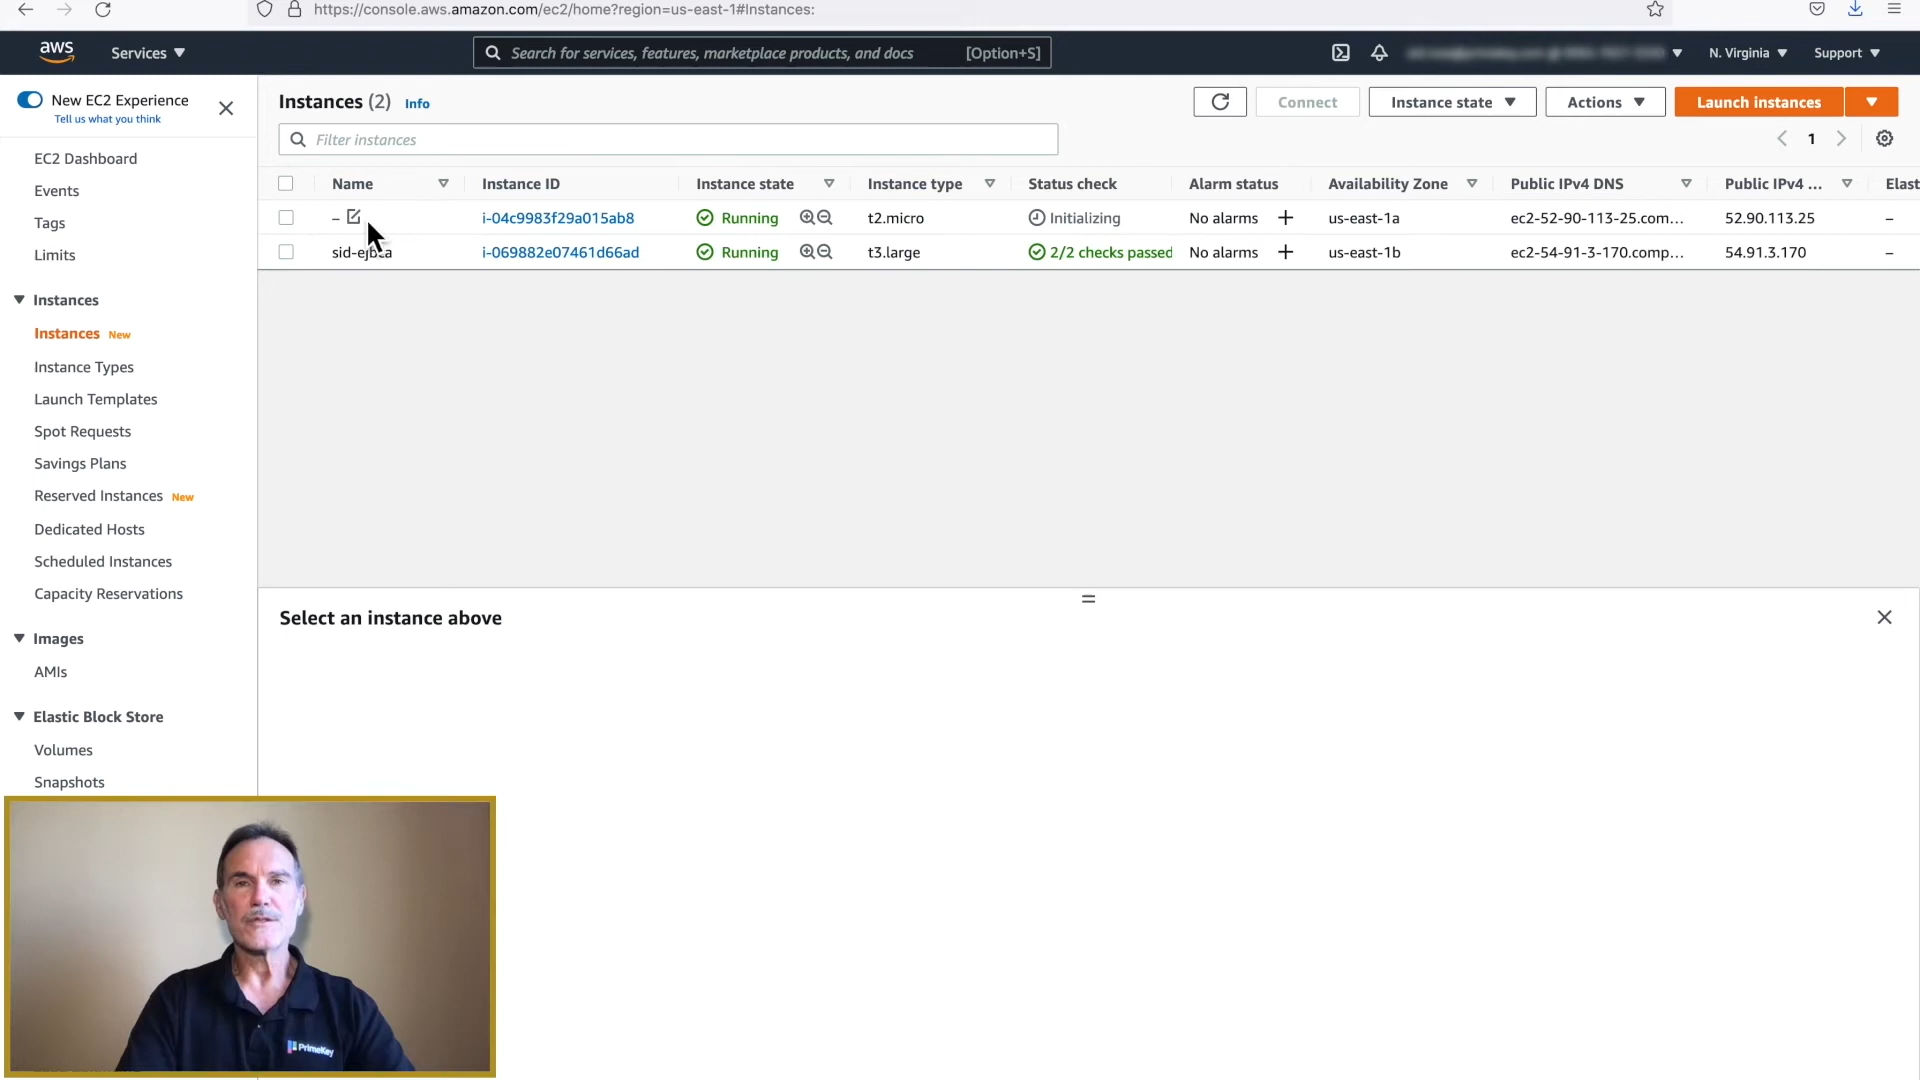 https://console.aws.amazon.com/ec2/home?region=us-east-1#Instances:
aws
Services
Search for services, features, marketplace products, and docs [Option+S]
N. Virginia
Support
New EC2 Experience
Tell us what you think
EC2 Dashboard
Events
Tags
Limits
Instances
Instances New
Instance Types
Launch Templates
Spot Requests
Savings Plans
Reserved Instances New
Dedicated Hosts
Scheduled Instances
Capacity Reservations
Images
AMIs
Elastic Block Store
Volumes
Snapshots
Instances (2) Info
Connect
Instance state
Actions
Launch instances
Filter instances
1
Name Instance ID Instance state Instance type Status check Alarm status Availability Zone Public IPv4 DNS Public IPv4 ... Elast
– i-04c9983f29a015ab8 Running t2.micro Initializing No alarms + us-east-1a ec2-52-90-113-25.com... 52.90.113.25 –
sid-ejbca i-069882e07461d66ad Running t3.large 2/2 checks passed No alarms + us-east-1b ec2-54-91-3-170.comp... 54.91.3.170 –
Select an instance above
PrimeKey